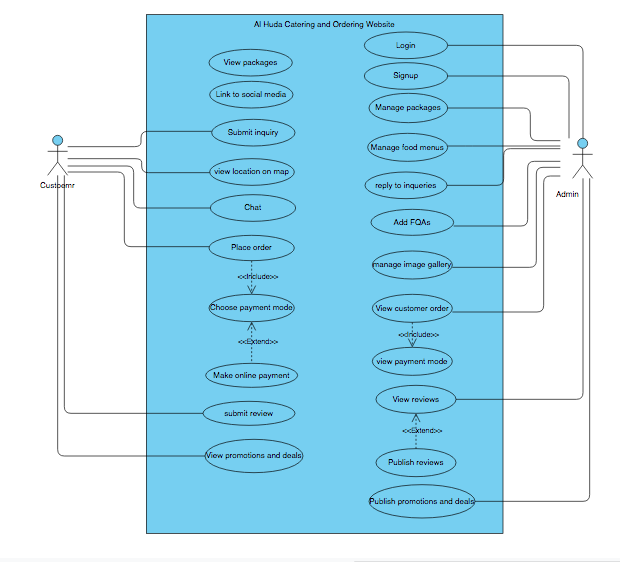 Al Huda Catering and Ordering Website
View packages
Link to social media
Submit inquiry
view location on map
Chat
Place order
<<Include>>
Choose payment mode
<<Extend>>
Make online payment
submit review
View promotions and deals
Custoemr
Login
Signup
Manage packages
Manage food menus
reply to inqueries
Add FQAs
manage image gallery
View customer order
<<Include>>
view payment mode
View reviews
<<Extend>>
Publish reviews
Publish promotions and deals
Admin